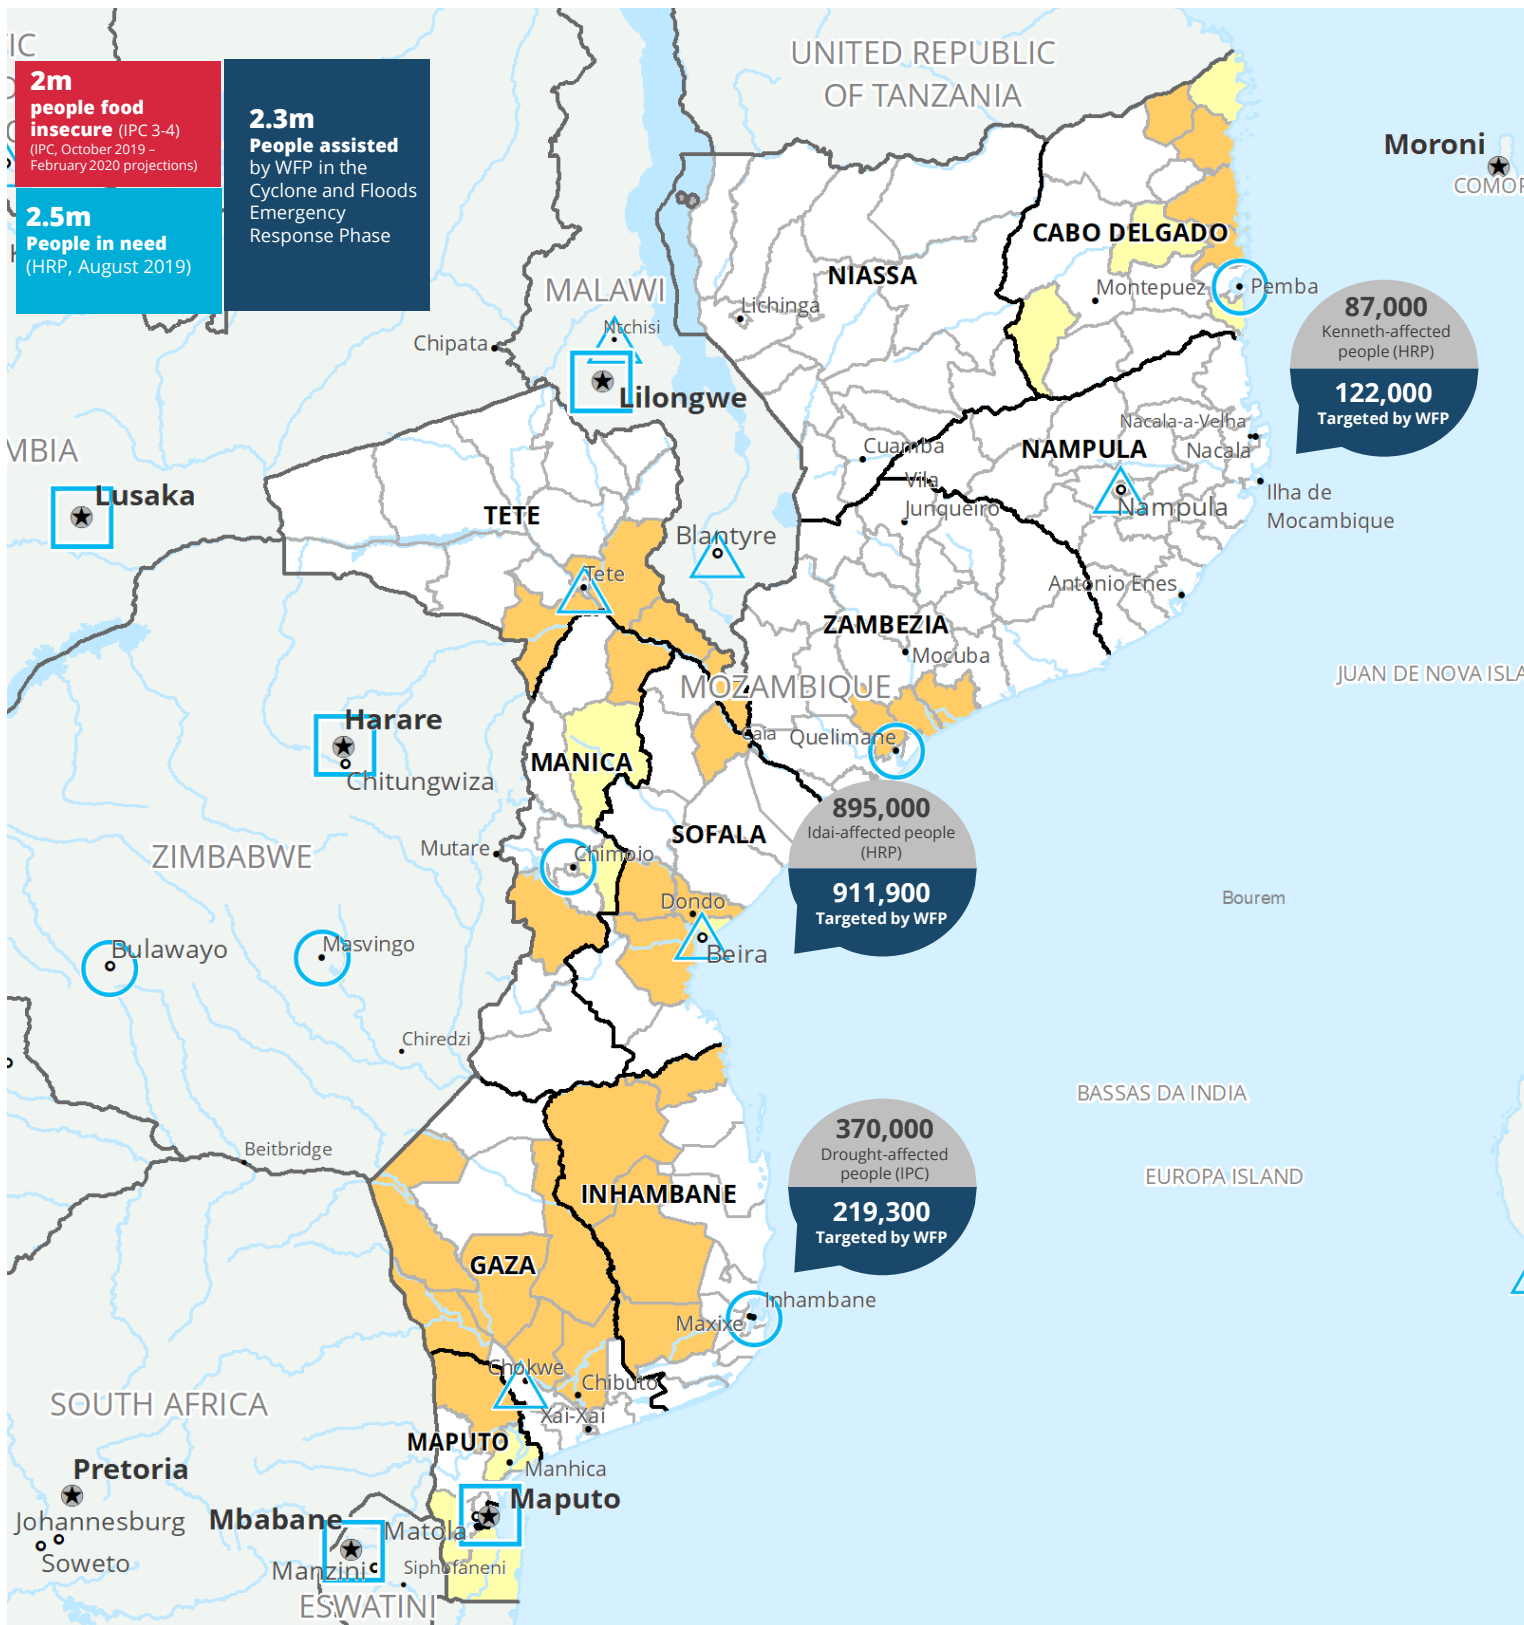 2m
people food
insecure (IPC 3-4)
(IPC, October 2019 –
February 2020 projections)
2.5m
People in need
(HRP, August 2019)
2.3m
People assisted
by WFP in the
Cyclone and Floods
Emergency
Response Phase
UNITED REPUBLIC
OF TANZANIA
Moroni
COMOR
CABO DELGADO
NIASSA
Montepuez
Pemba
Lichinga
MALAWI
Ntchisi
Chipata
Lilongwe
87,000
Kenneth-affected
people (HRP)
122,000
Targeted by WFP
Nacala-a-Velha
Nacala
NAMPULA
Cuamba
Vila
Junqueiro
Nampula
Ilha de
Mocambique
MBIA
Lusaka
TETE
Blantyre
Tete
Antonio Enes
ZAMBEZIA
Mocuba
MOZAMBIQUE
JUAN DE NOVA ISLA
Harare
Chitungwiza
Caia
Quelimane
MANICA
SOFALA
895,000
Idai-affected people
(HRP)
911,900
Targeted by WFP
ZIMBABWE
Mutare
Chimoio
Dondo
Beira
Bourem
Bulawayo
Masvingo
Chiredzi
BASSAS DA INDIA
Beitbridge
EUROPA ISLAND
370,000
Drought-affected
people (IPC)
219,300
Targeted by WFP
INHAMBANE
GAZA
Inhambane
Maxixe
Chokwe
Chibuto
Xai-Xai
SOUTH AFRICA
MAPUTO
Manhica
Pretoria
Maputo
Johannesburg
Mbabane
Matola
Soweto
Manzini
Siphofaneni
ESWATINI